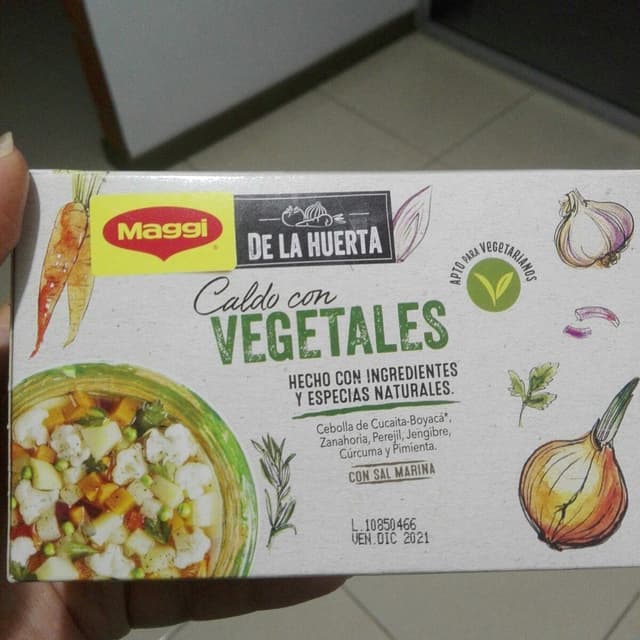 Maggi
DE LA HUERTA
APTO PARA VEGETARIANOS
Caldo con
VEGETALES
HECHO CON INGREDIENTES
Y ESPECIAS NATURALES.
Cebolla de Cucaita-Boyacá*,
Zanahoria, Perejil, Jengibre,
Cúrcuma y Pimienta.
CON SAL MARINA
L.10850466
VEN.DIC 2021